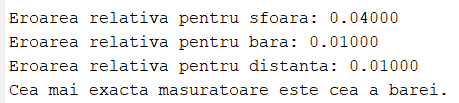 Eroarea relativa pentru sfoara: 0.04000
Eroarea relativa pentru bara: 0.01000
Eroarea relativa pentru distanta: 0.01000
Cea mai exacta masuratoare este cea a barei.